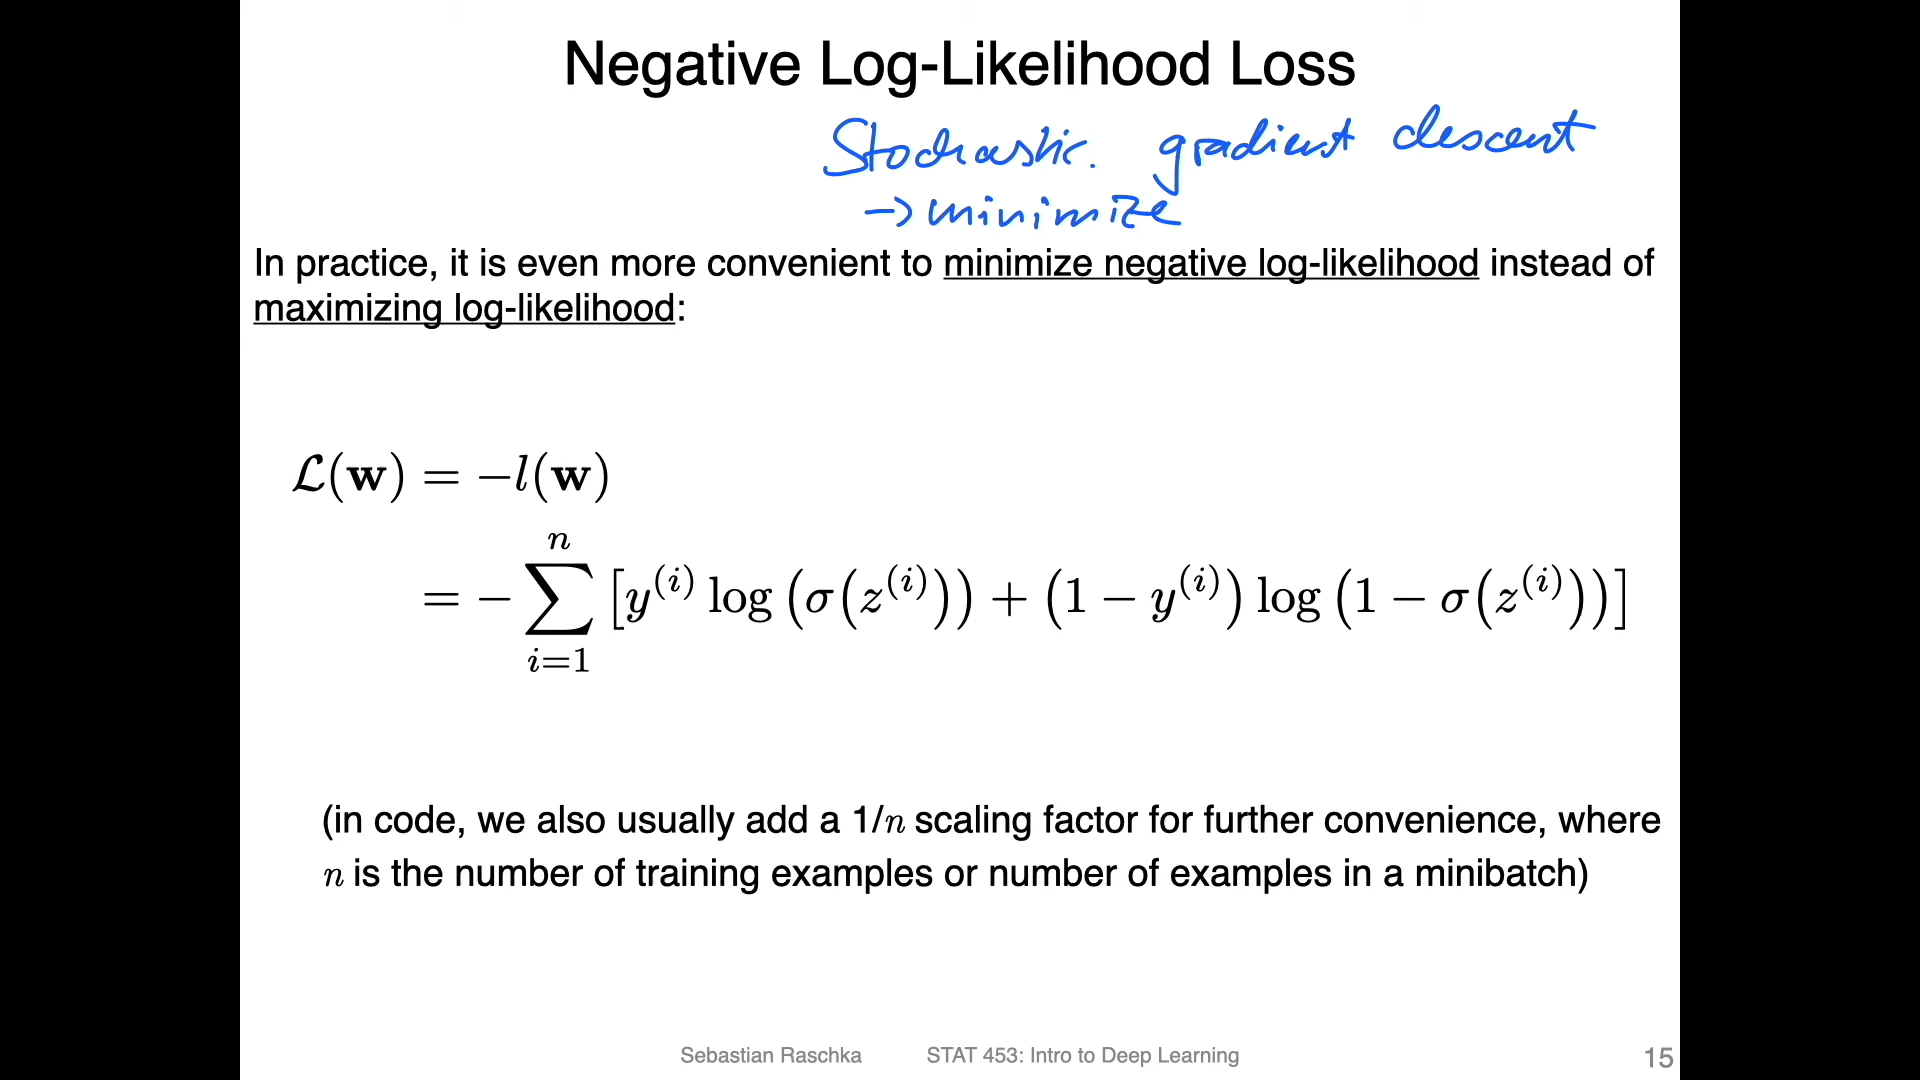 Negative Log-Likelihood Loss
Stochastic. gradient descent
→ minimize
In practice, it is even more convenient to minimize negative log-likelihood instead of
maximizing log-likelihood:
ℒ(𝐰) = −l(𝐰)
= − ∑_{i=1}^{n} [y^{(i)} log (σ(z^{(i)})) + (1 − y^{(i)}) log (1 − σ(z^{(i)}))]
(in code, we also usually add a 1/n scaling factor for further convenience, where
n is the number of training examples or number of examples in a minibatch)
Sebastian Raschka STAT 453: Intro to Deep Learning 15